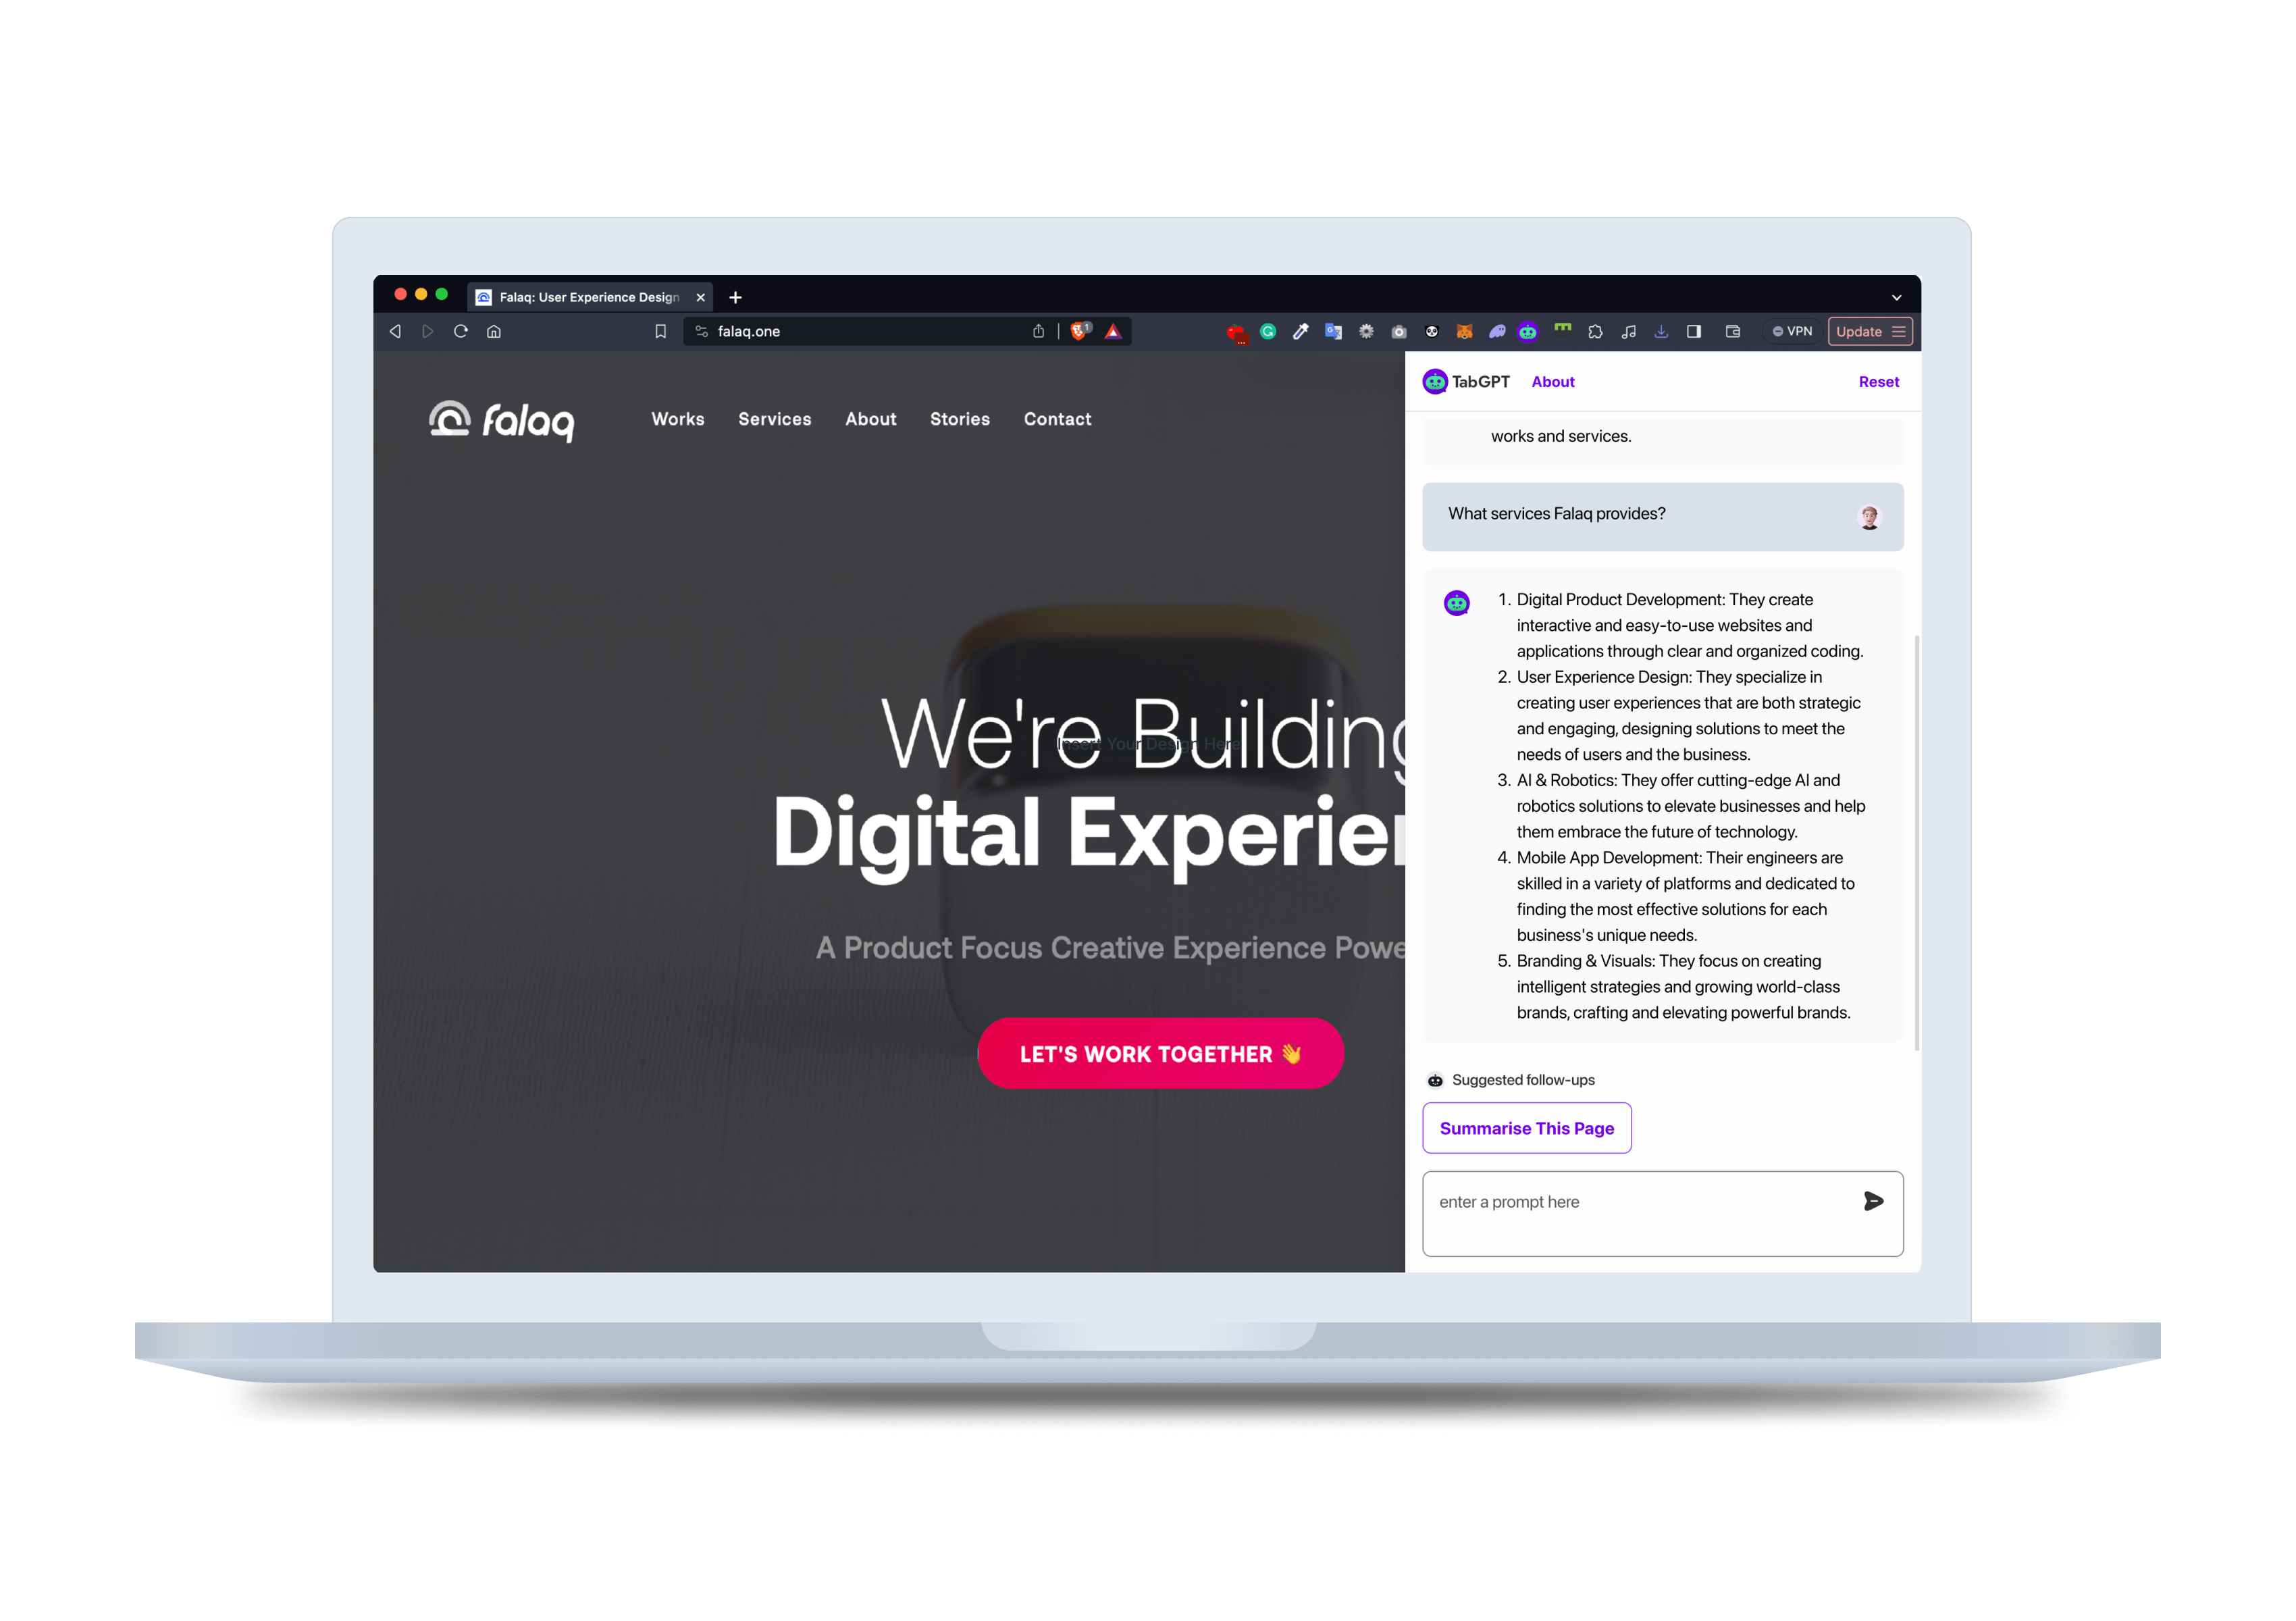 Falaq: User Experience Design
falaq.one
1
VPN
Update
falaq
Works
Services
About
Stories
Contact
We're Building
Insert Your Design Here
Digital Experie
A Product Focus Creative Experience Powe
LET'S WORK TOGETHER 👋
TabGPT
About
Reset
works and services.
What services Falaq provides?
1. Digital Product Development: They create
interactive and easy-to-use websites and
applications through clear and organized coding.
2. User Experience Design: They specialize in
creating user experiences that are both strategic
and engaging, designing solutions to meet the
needs of users and the business.
3. AI & Robotics: They offer cutting-edge AI and
robotics solutions to elevate businesses and help
them embrace the future of technology.
4. Mobile App Development: Their engineers are
skilled in a variety of platforms and dedicated to
finding the most effective solutions for each
business's unique needs.
5. Branding & Visuals: They focus on creating
intelligent strategies and growing world-class
brands, crafting and elevating powerful brands.
Suggested follow-ups
Summarise This Page
enter a prompt here